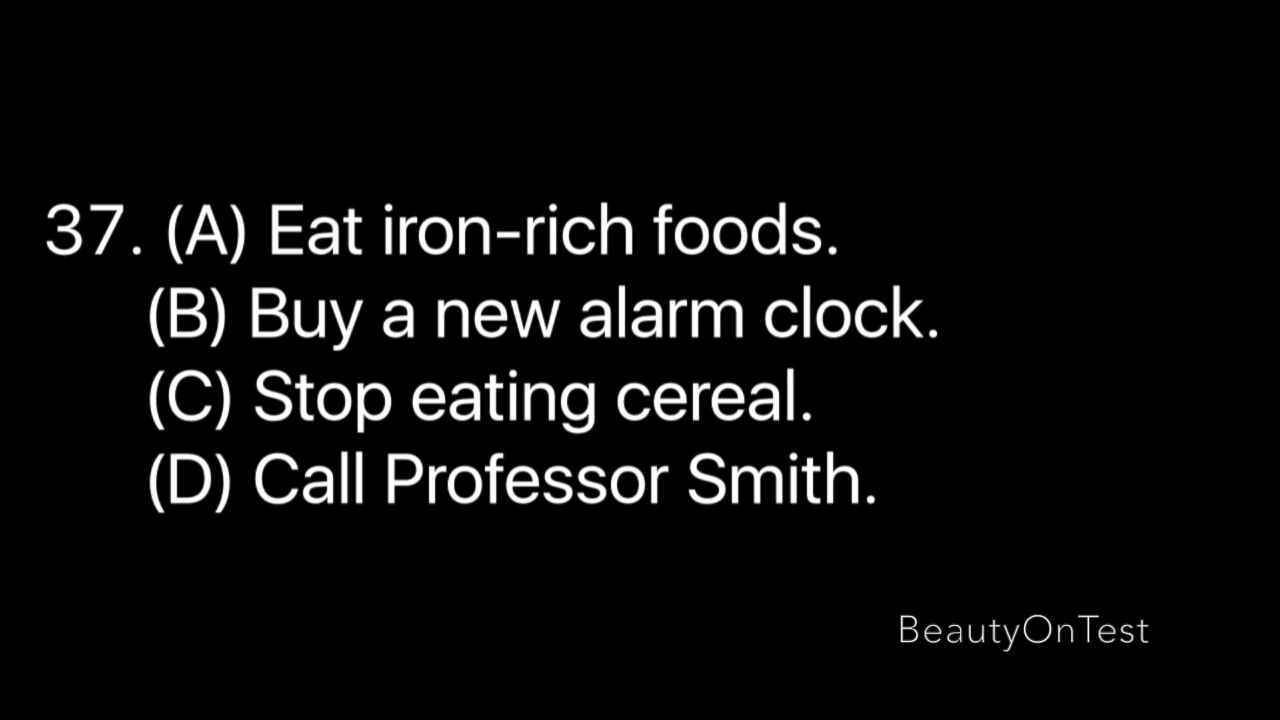 37. (A) Eat iron-rich foods.
(B) Buy a new alarm clock.
(C) Stop eating cereal.
(D) Call Professor Smith.
BeautyOnTest